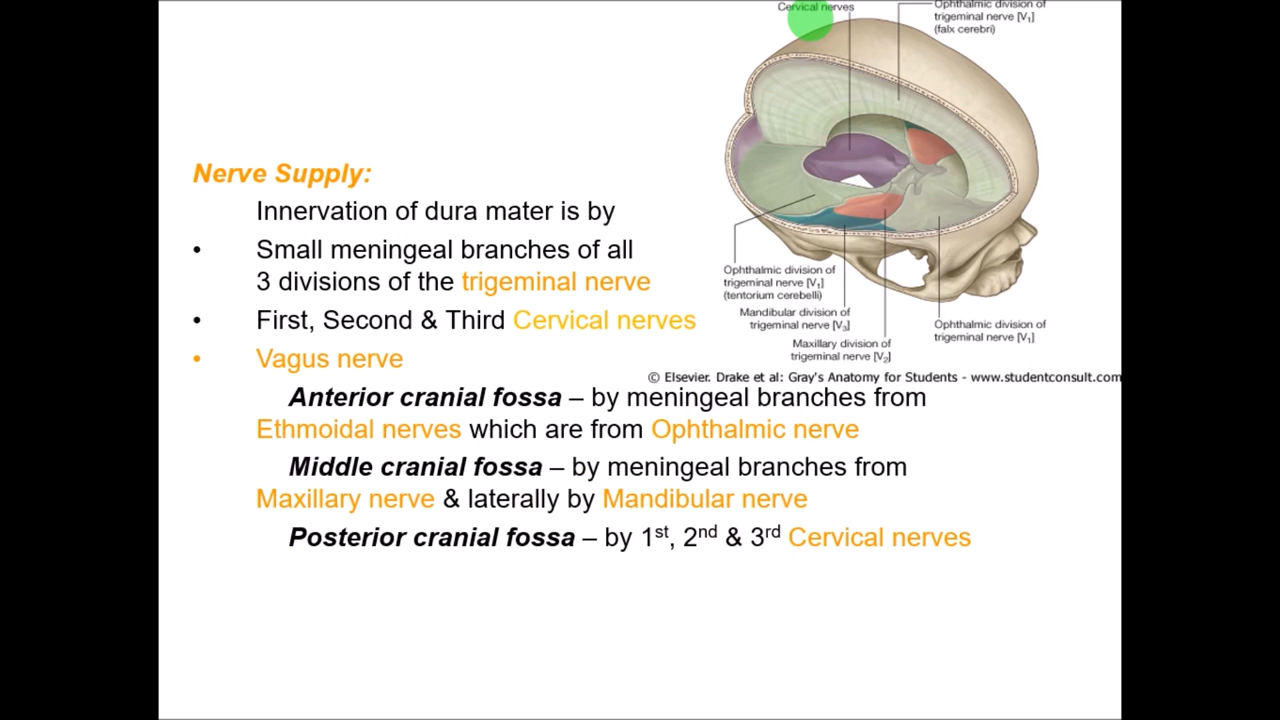 Cervical nerves
Ophthalmic division of
trigeminal nerve [V₁]
(falx cerebri)
Nerve Supply:
Innervation of dura mater is by
• Small meningeal branches of all
3 divisions of the trigeminal nerve
• First, Second & Third Cervical nerves
• Vagus nerve
Ophthalmic division of
trigeminal nerve [V₁]
(tentorium cerebelli)
Mandibular division of
trigeminal nerve [V₃]
Maxillary division of
trigeminal nerve [V₂]
Ophthalmic division of
trigeminal nerve [V₁]
© Elsevier. Drake et al: Gray's Anatomy for Students - www.studentconsult.com
Anterior cranial fossa – by meningeal branches from
Ethmoidal nerves which are from Ophthalmic nerve
Middle cranial fossa – by meningeal branches from
Maxillary nerve & laterally by Mandibular nerve
Posterior cranial fossa – by 1st, 2nd & 3rd Cervical nerves